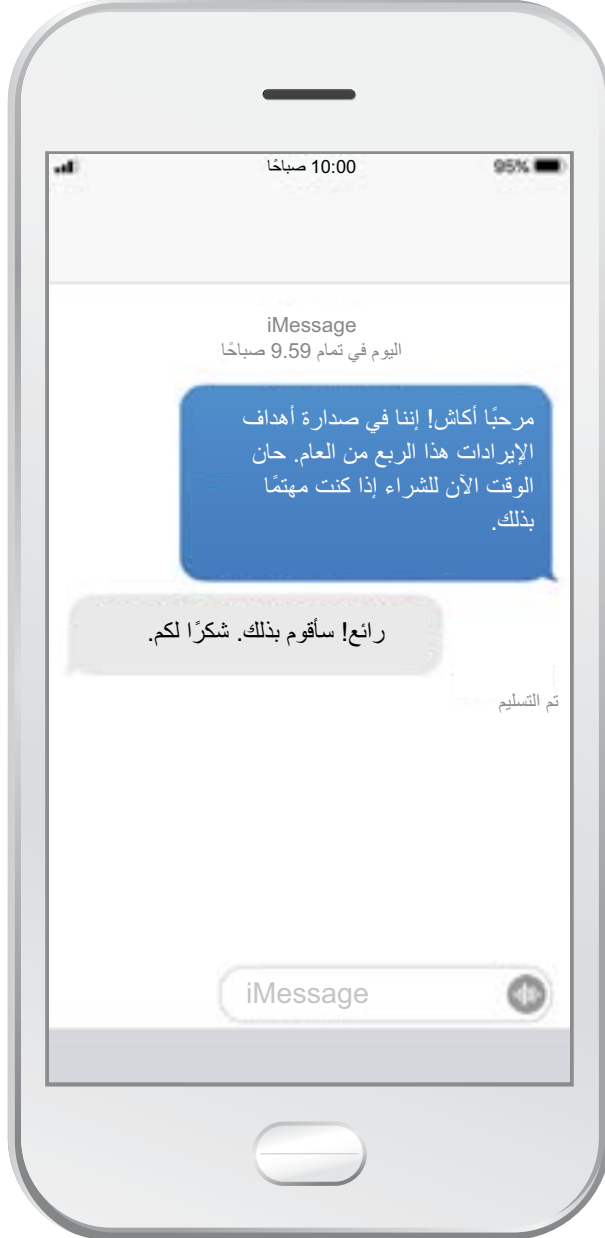 10:00 صباحًا
95%
iMessage
اليوم في تمام 9.59 صباحًا
مرحبًا أكاش! إننا في صدارة أهداف
الإيرادات هذا الربع من العام. حان
الوقت الآن للشراء إذا كنت مهتمًا
بذلك.
رائع! سأقوم بذلك. شكرًا لكم.
تم التسليم
iMessage